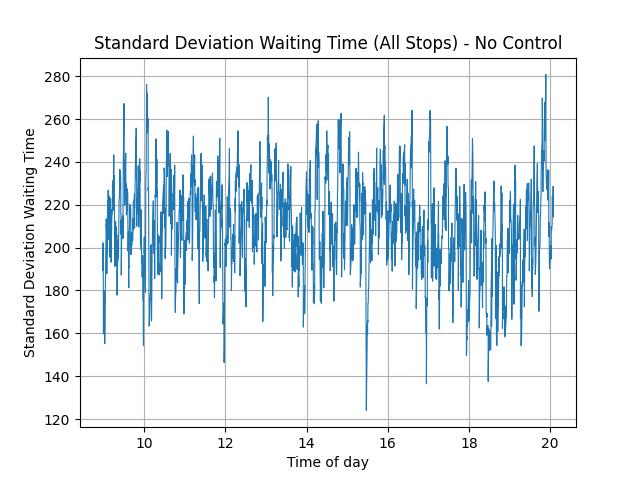 Standard Deviation Waiting Time (All Stops) - No Control
Standard Deviation Waiting Time
280
260
240
220
200
180
160
140
120
10 12 14 16 18 20
Time of day